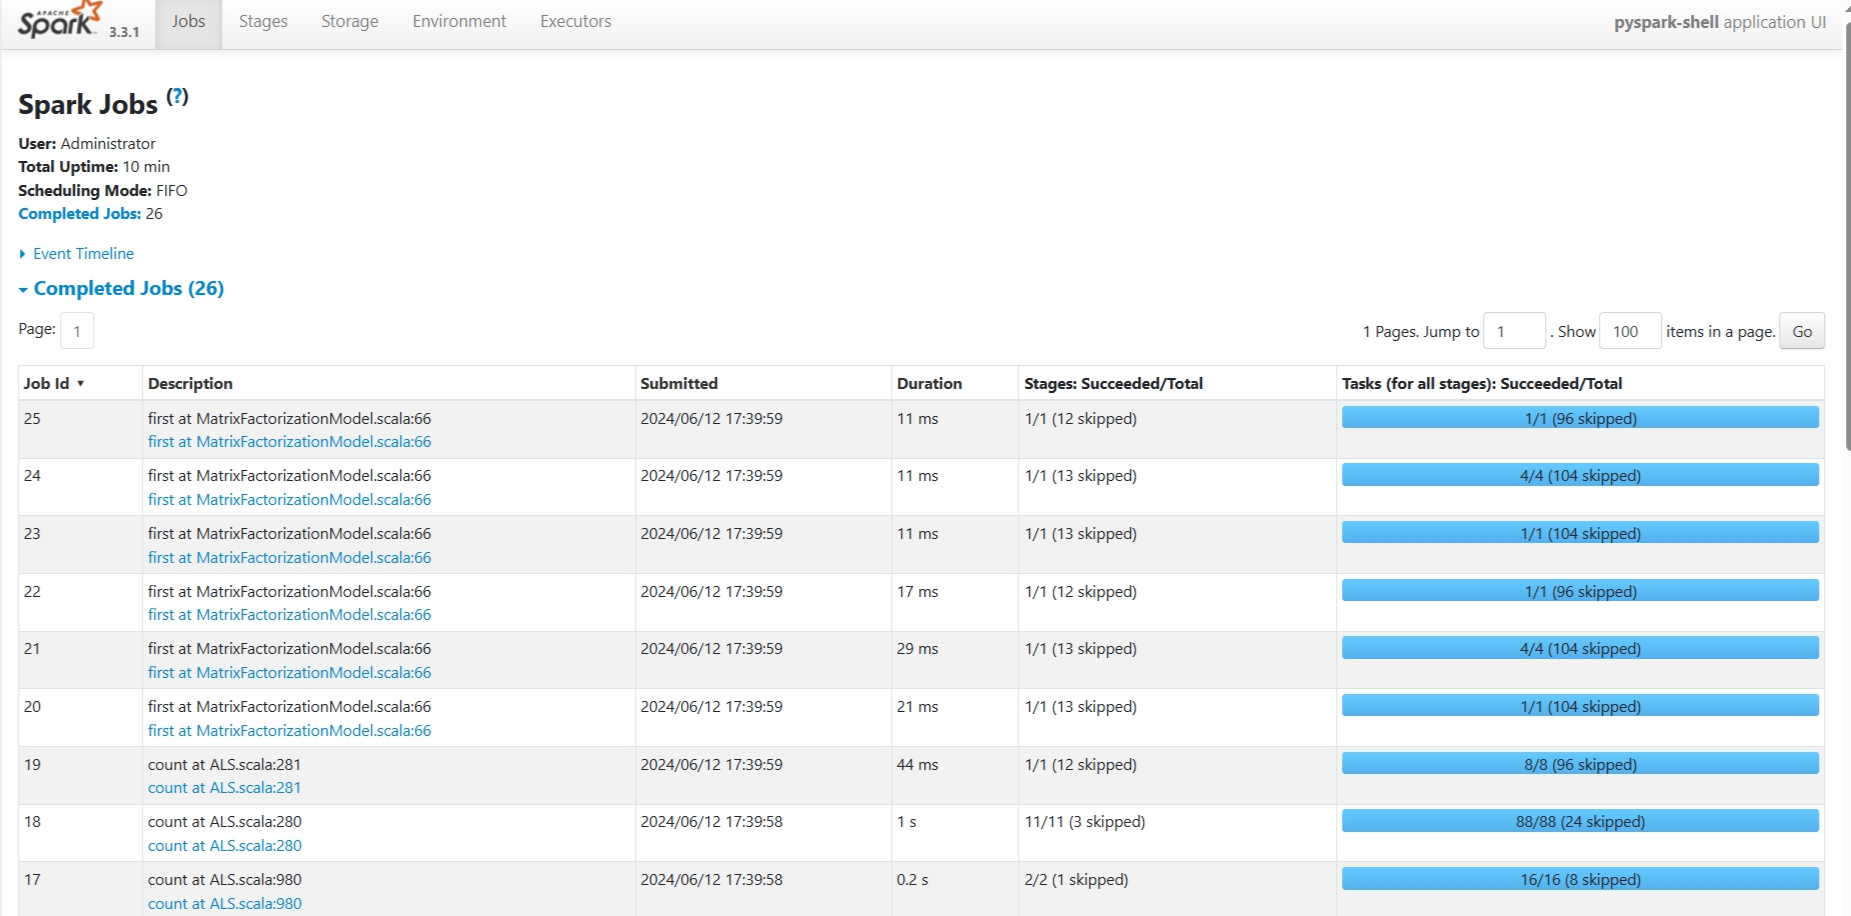 APACHE
Spark 3.3.1 Jobs Stages Storage Environment Executors pyspark-shell application UI
Spark Jobs (?)
User: Administrator
Total Uptime: 10 min
Scheduling Mode: FIFO
Completed Jobs: 26
Event Timeline
Completed Jobs (26)
Page: 1 1 Pages. Jump to 1 . Show 100 items in a page. Go
Job Id ▾ Description Submitted Duration Stages: Succeeded/Total Tasks (for all stages): Succeeded/Total
25 first at MatrixFactorizationModel.scala:66 2024/06/12 17:39:59 11 ms 1/1 (12 skipped) 1/1 (96 skipped)
first at MatrixFactorizationModel.scala:66
24 first at MatrixFactorizationModel.scala:66 2024/06/12 17:39:59 11 ms 1/1 (13 skipped) 4/4 (104 skipped)
first at MatrixFactorizationModel.scala:66
23 first at MatrixFactorizationModel.scala:66 2024/06/12 17:39:59 11 ms 1/1 (13 skipped) 1/1 (104 skipped)
first at MatrixFactorizationModel.scala:66
22 first at MatrixFactorizationModel.scala:66 2024/06/12 17:39:59 17 ms 1/1 (12 skipped) 1/1 (96 skipped)
first at MatrixFactorizationModel.scala:66
21 first at MatrixFactorizationModel.scala:66 2024/06/12 17:39:59 29 ms 1/1 (13 skipped) 4/4 (104 skipped)
first at MatrixFactorizationModel.scala:66
20 first at MatrixFactorizationModel.scala:66 2024/06/12 17:39:59 21 ms 1/1 (13 skipped) 1/1 (104 skipped)
first at MatrixFactorizationModel.scala:66
19 count at ALS.scala:281 2024/06/12 17:39:59 44 ms 1/1 (12 skipped) 8/8 (96 skipped)
count at ALS.scala:281
18 count at ALS.scala:280 2024/06/12 17:39:58 1 s 11/11 (3 skipped) 88/88 (24 skipped)
count at ALS.scala:280
17 count at ALS.scala:980 2024/06/12 17:39:58 0.2 s 2/2 (1 skipped) 16/16 (8 skipped)
count at ALS.scala:980